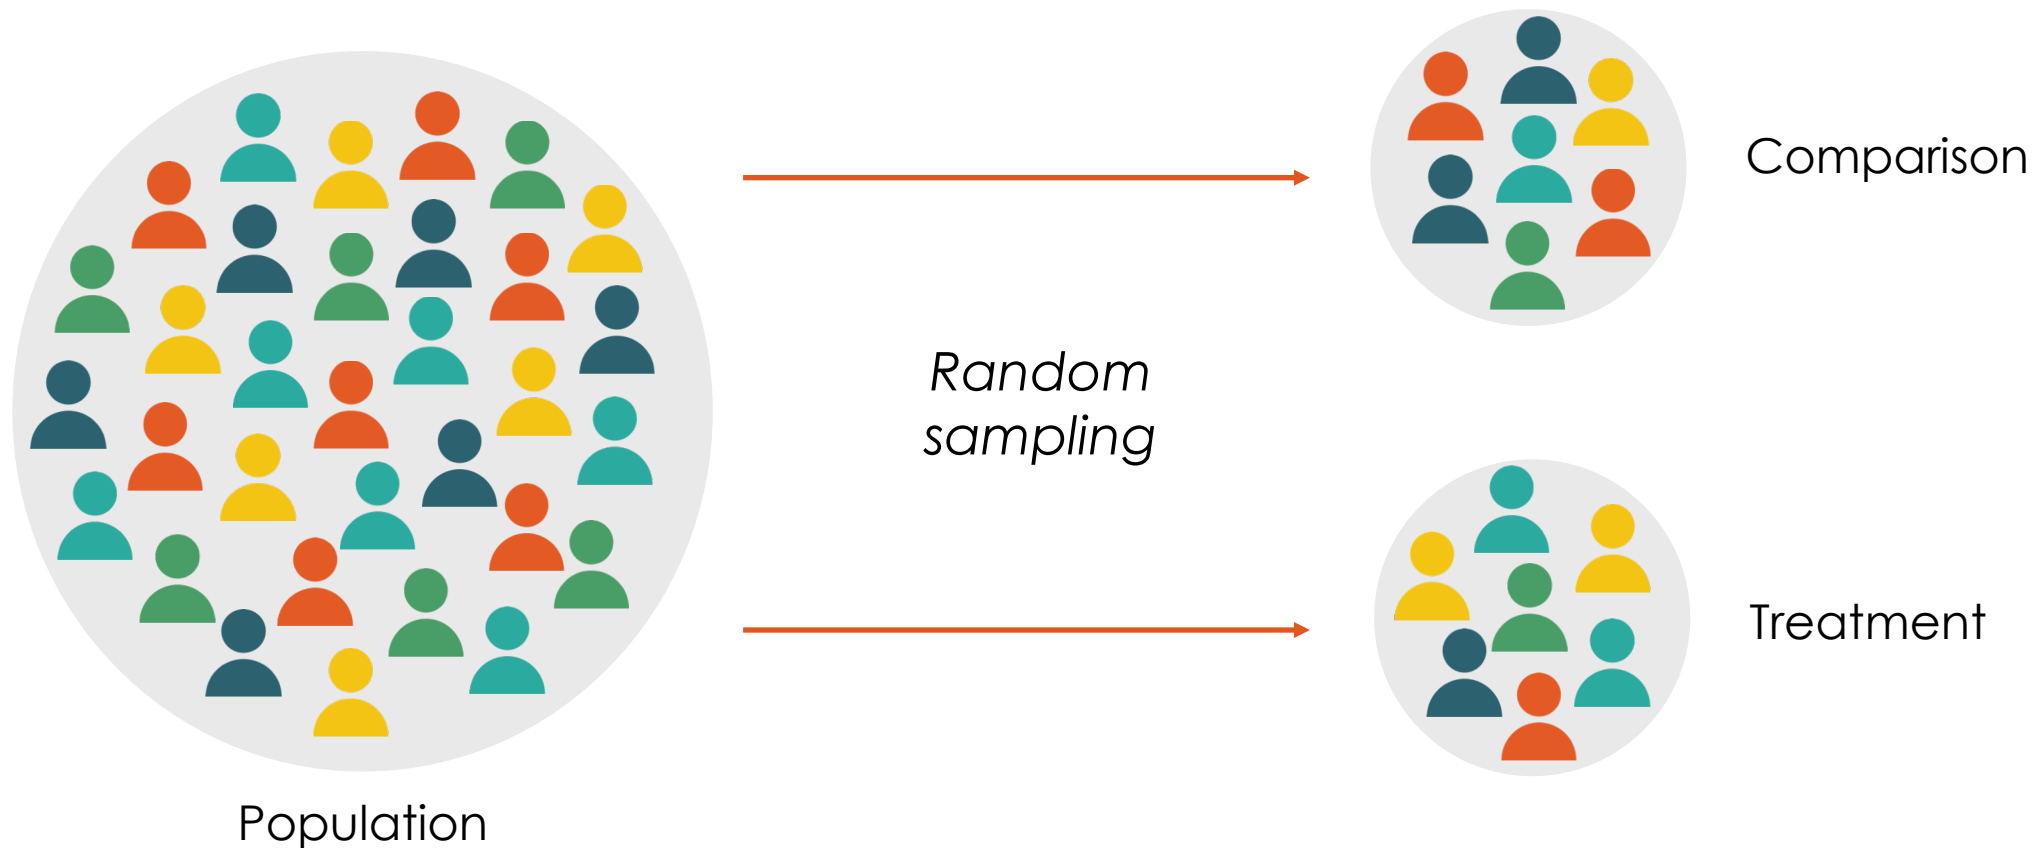 Comparison
Random
sampling
Treatment
Population